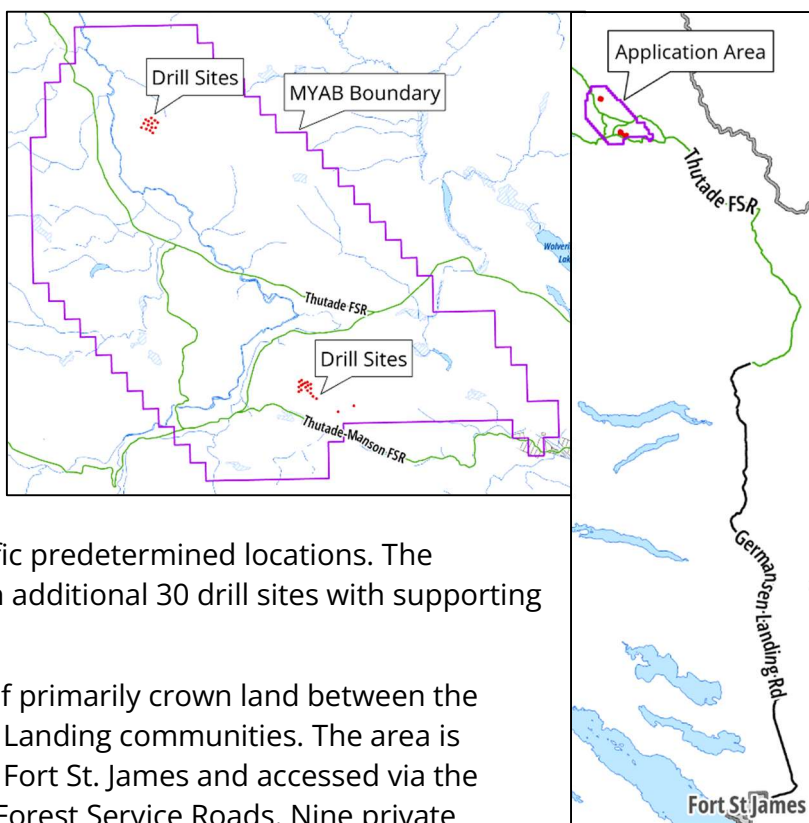 Drill Sites
MYAB Boundary
Thutade FSR
Drill Sites
Thutade-Manson FSR
Application Area
Thutade FSR
Germansen-Landing-Rd
Fort St James
fic predetermined locations. The
additional 30 drill sites with supporting
f primarily crown land between the
Landing communities. The area is
Fort St. James and accessed via the
Forest Service Roads. Nine private